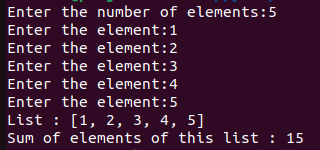 Enter the number of elements:5
Enter the element:1
Enter the element:2
Enter the element:3
Enter the element:4
Enter the element:5
List : [1, 2, 3, 4, 5]
Sum of elements of this list : 15